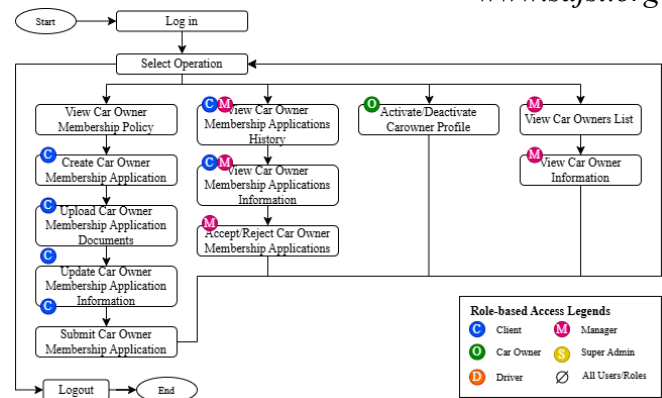 Start
Log in
Select Operation
View Car Owner
Membership Policy
C
Create Car Owner
Membership Application
C
Upload Car Owner
Membership Application
Documents
C
Update Car Owner
Membership Application
Information
C
Submit Car Owner
Membership Application
C M
View Car Owner
Membership Applications
History
C M
View Car Owner
Membership Applications
Information
M
Accept/Reject Car Owner
Membership Applications
O
Activate/Deactivate
Carowner Profile
M
View Car Owners List
M
View Car Owner
Information
Logout
End
Role-based Access Legends
C Client
M Manager
O Car Owner
S Super Admin
D Driver
Ø All Users/Roles